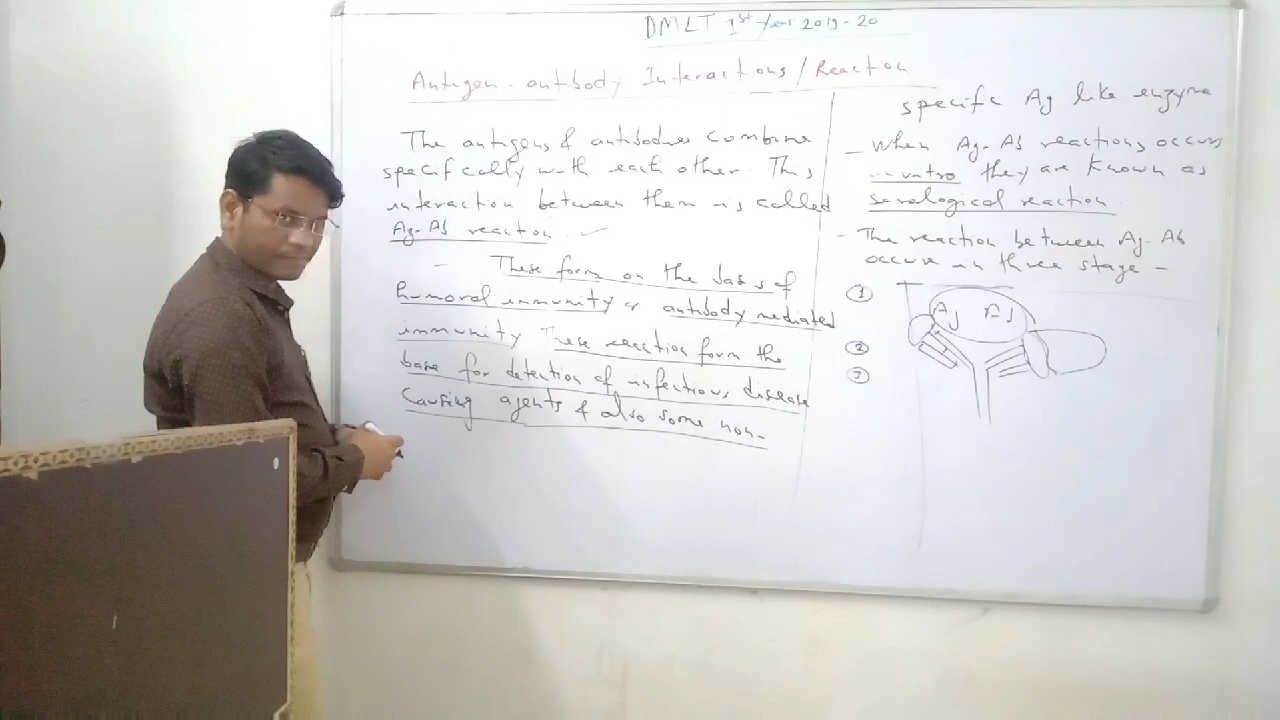 DMLT 1st Year 2019-20
Antigen-antibody Interactions/Reaction
The antigens & antibodies combine
specifically with each other. This
interaction between them is called
Ag-Ab reaction
- These form on the basis of
humoral immunity or antibody mediated
immunity These reaction form the
base for detection of infectious disease
Causing agents & also some non-
specific Ag like enzyme
- When Ag-Ab reactions occurs
in vitro they are known as
serological reaction
- The reaction between Ag-Ab
occure in three stage -
①
Ag Ab
②
③